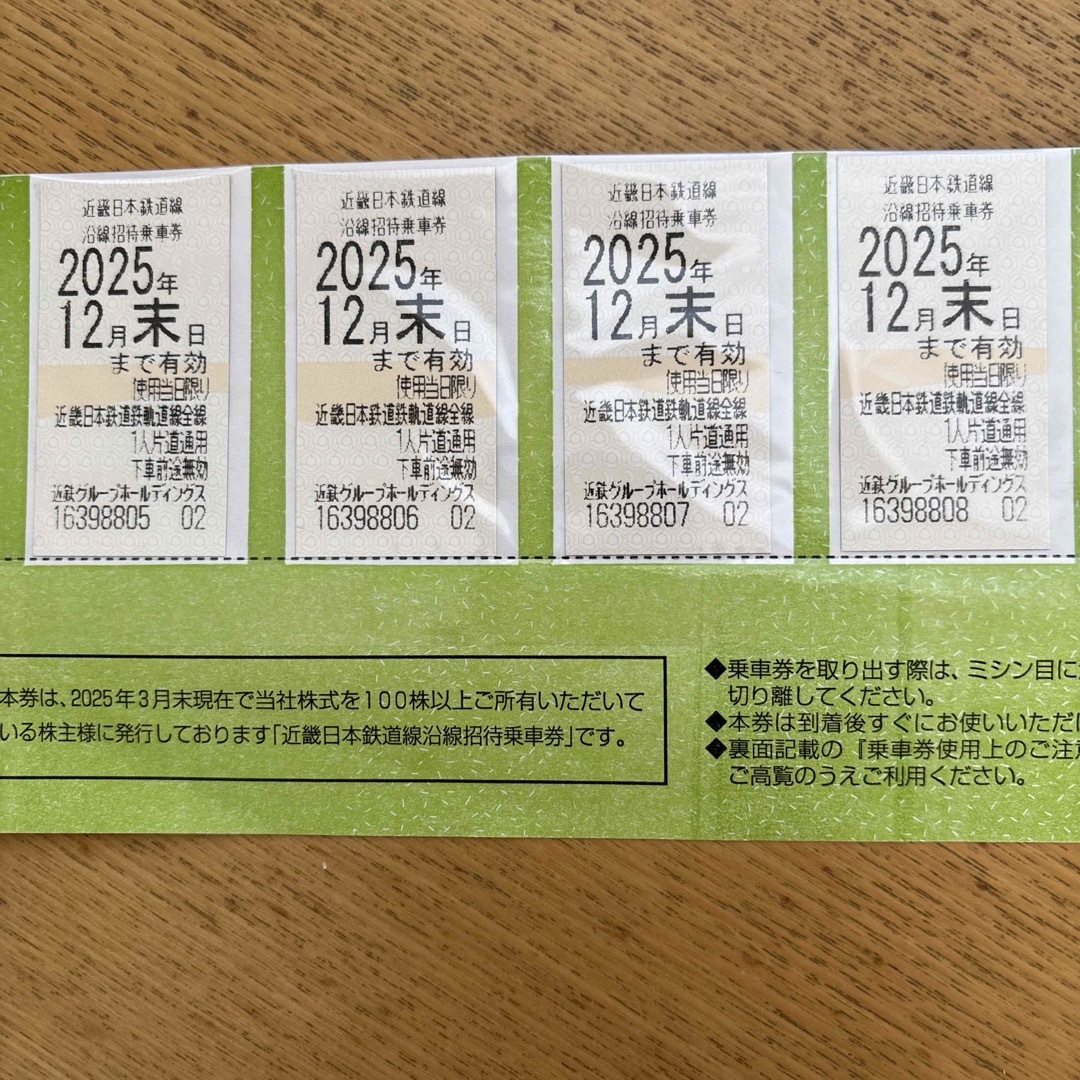 近畿日本鉄道線
沿線招待乗車券
2025年
12月末日
まで有効
使用当日限り
近畿日本鉄道鉄軌道線全線
1人片道通用
下車前途無効
近鉄グループホールディングス
16398805 02
近畿日本鉄道線
沿線招待乗車券
2025年
12月末日
まで有効
使用当日限り
近畿日本鉄道鉄軌道線全線
1人片道通用
下車前途無効
近鉄グループホールディングス
16398806 02
近畿日本鉄道線
沿線招待乗車券
2025年
12月末日
まで有効
使用当日限り
近畿日本鉄道鉄軌道線全線
1人片道通用
下車前途無効
近鉄グループホールディングス
16398807 02
近畿日本鉄道線
沿線招待乗車券
2025年
12月末日
まで有効
使用当日限り
近畿日本鉄道鉄軌道線全線
1人片道通用
下車前途無効
近鉄グループホールディングス
16398808 02
本券は、2025年3月末現在で当社株式を100株以上ご所有いただいて
いる株主様に発行しております「近畿日本鉄道線沿線招待乗車券」です。
◆乗車券を取り出す際は、ミシン目に
切り離してください。
◆本券は到着後すぐにお使いいただけ
◆裏面記載の『乗車券使用上のご注意
ご高覧のうえご利用ください。